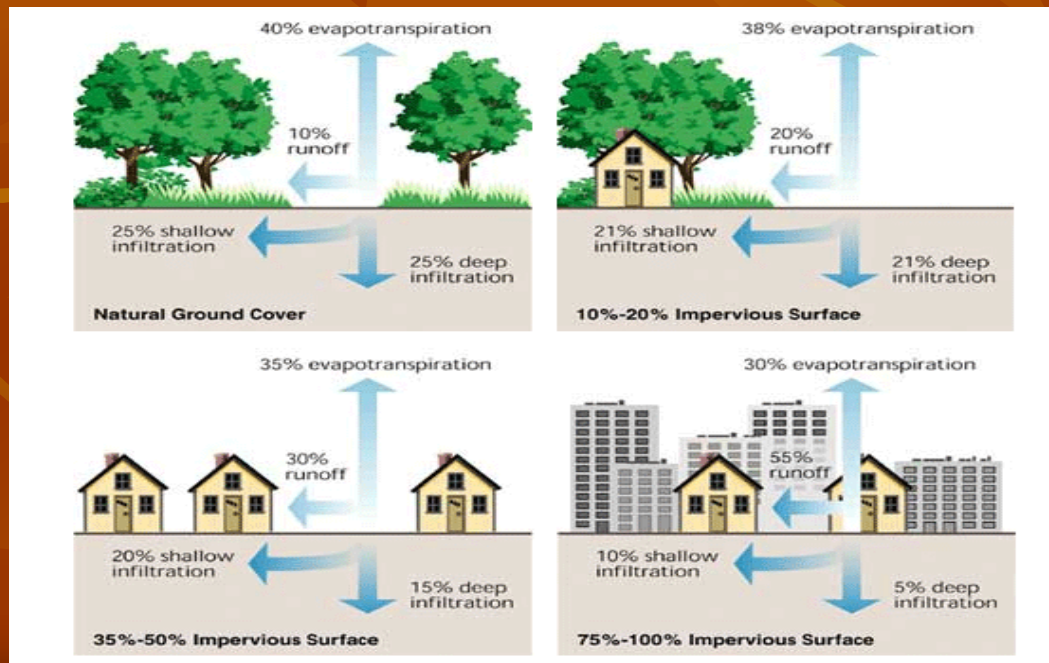 40% evapotranspiration
10%
runoff
25% shallow
infiltration
25% deep
infiltration
Natural Ground Cover
38% evapotranspiration
20%
runoff
21% shallow
infiltration
21% deep
infiltration
10%-20% Impervious Surface
35% evapotranspiration
30%
runoff
20% shallow
infiltration
15% deep
infiltration
35%-50% Impervious Surface
30% evapotranspiration
55%
runoff
10% shallow
infiltration
5% deep
infiltration
75%-100% Impervious Surface